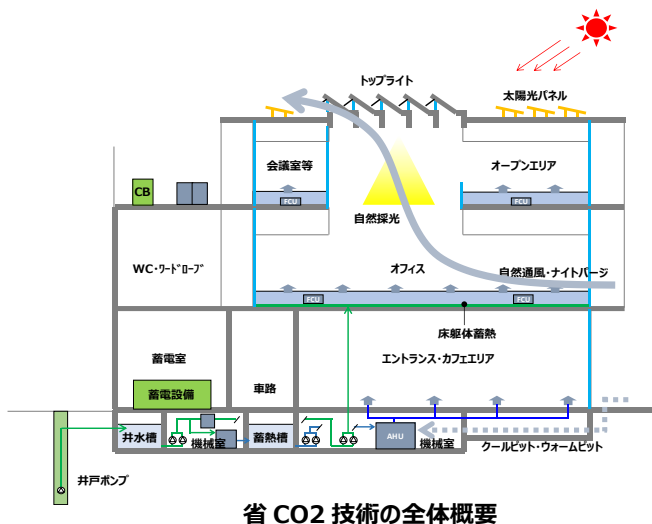 トップライト
太陽光パネル
会議室等
オープンエリア
CB
FCU
FCU
自然採光
WC・ワードローブ
オフィス
自然通風・ナイトパージ
FCU
FCU
床躯体蓄熱
蓄電室
エントランス・カフェエリア
車路
蓄電設備
井水槽
機械室
蓄熱槽
AHU
機械室
クールピット・ウォームピット
井戸ポンプ
省 CO2 技術の全体概要